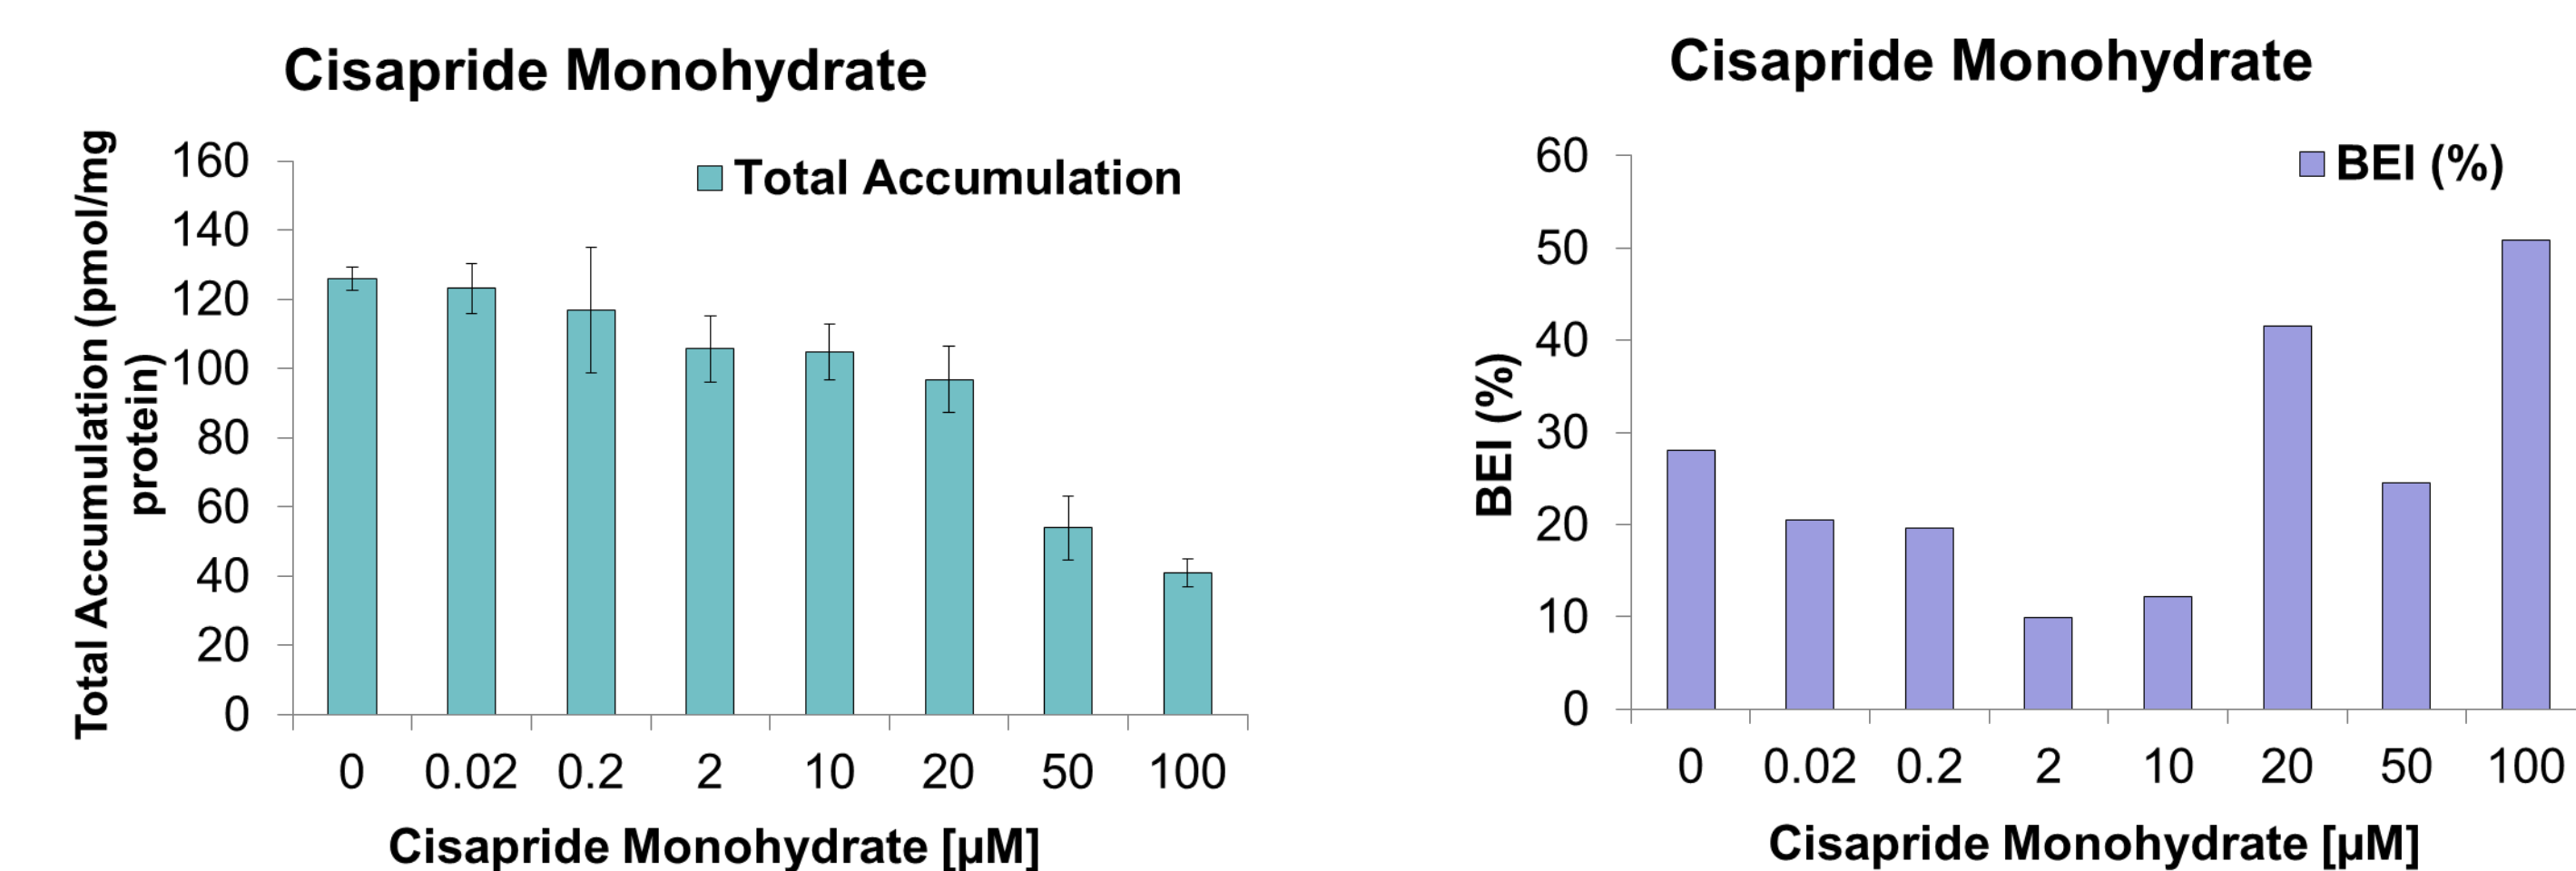 Cisapride Monohydrate
Total Accumulation (pmol/mg
protein)
160
140
120
100
80
60
40
20
0
Total Accumulation
0 0.02 0.2 2 10 20 50 100
Cisapride Monohydrate [µM]
Cisapride Monohydrate
BEI (%)
60
50
40
30
20
10
0
BEI (%)
0 0.02 0.2 2 10 20 50 100
Cisapride Monohydrate [µM]